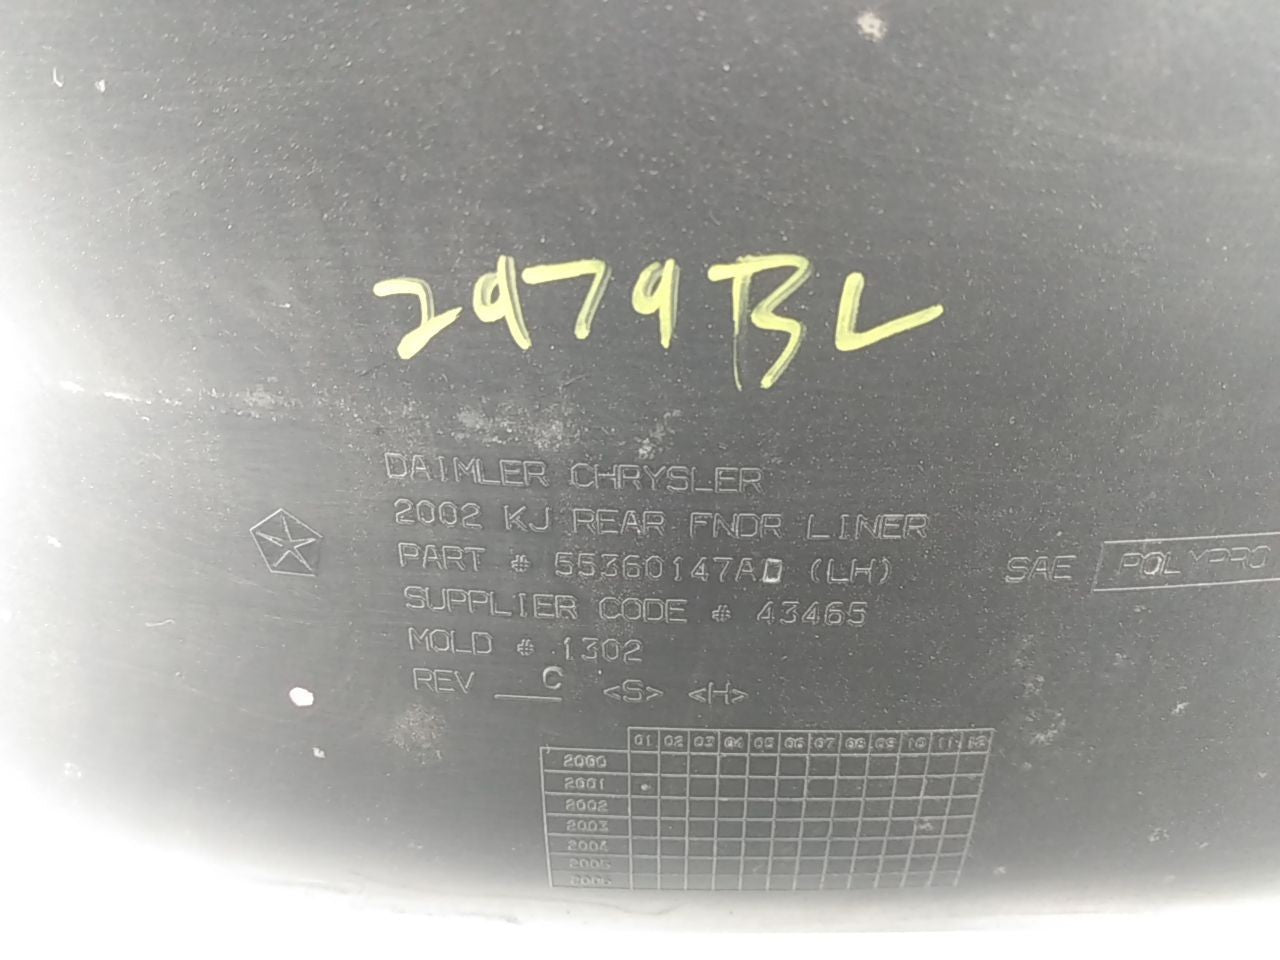 2979BL
DAIMLER CHRYSLER
2002 KJ REAR FNDR LINER
PART # 55360147AD (LH)
SAE POLYPRO
SUPPLIER CODE # 43465
MOLD # 1302
REV C <S> <H>
01 02 03 04 05 06 07 08 09 10 11 12
2000
2001
2002
2003
2004
2005
2006